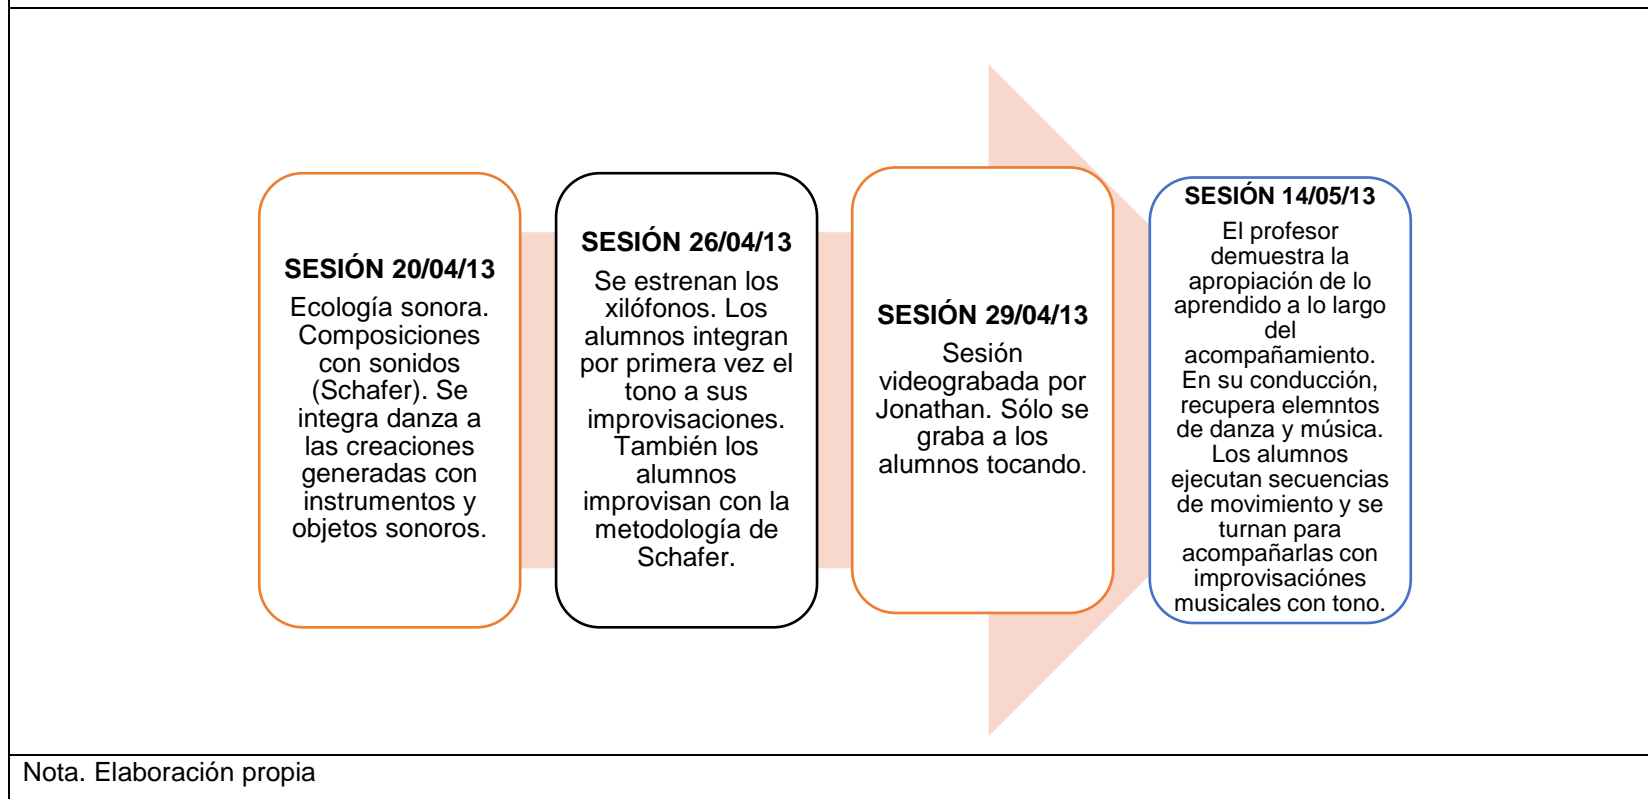 SESIÓN 20/04/13
Ecología sonora.
Composiciones
con sonidos
(Schafer). Se
integra danza a
las creaciones
generadas con
instrumentos y
objetos sonoros.
SESIÓN 26/04/13
Se estrenan los
xilófonos. Los
alumnos integran
por primera vez el
tono a sus
improvisaciones.
También los
alumnos
improvisan con la
metodología de
Schafer.
SESIÓN 29/04/13
Sesión
videograbada por
Jonathan. Sólo se
graba a los
alumnos tocando.
SESIÓN 14/05/13
El profesor
demuestra la
apropiación de lo
aprendido a lo largo
del
acompañamiento.
En su conducción,
recupera elemntos
de danza y música.
Los alumnos
ejecutan secuencias
de movimiento y se
turnan para
acompañarlas con
improvisaciónes
musicales con tono.
Nota. Elaboración propia